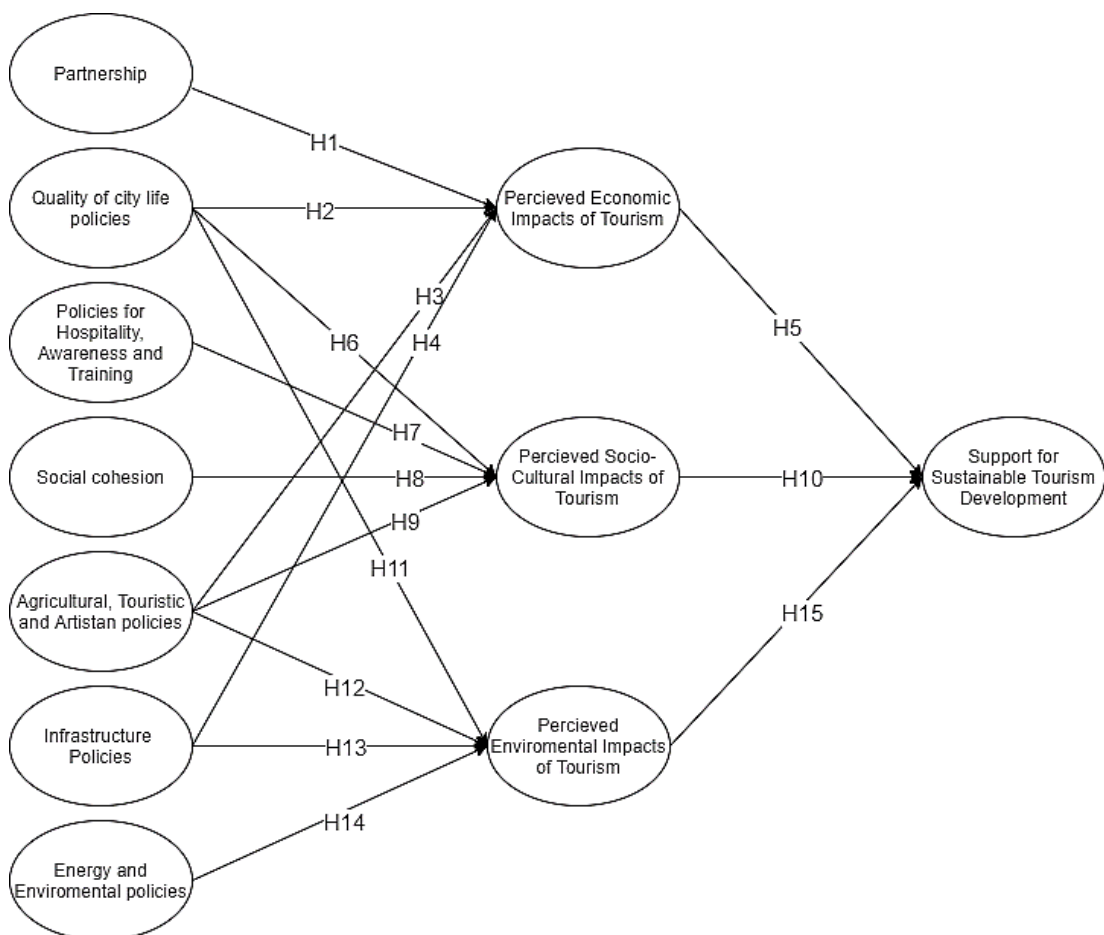 Partnership
H1
Quality of city life
policies
H2
Percieved Economic
Impacts of Tourism
H3
Policies for
Hospitality,
Awareness and
Training
H6
H4
H5
H7
Social cohesion
H8
Percieved Socio-
Cultural Impacts of
Tourism
H10
Support for
Sustainable Tourism
Development
H9
H11
Agricultural, Touristic
and Artistan policies
H15
H12
Infrastructure
Policies
H13
Percieved
Enviromental Impacts
of Tourism
H14
Energy and
Enviromental policies